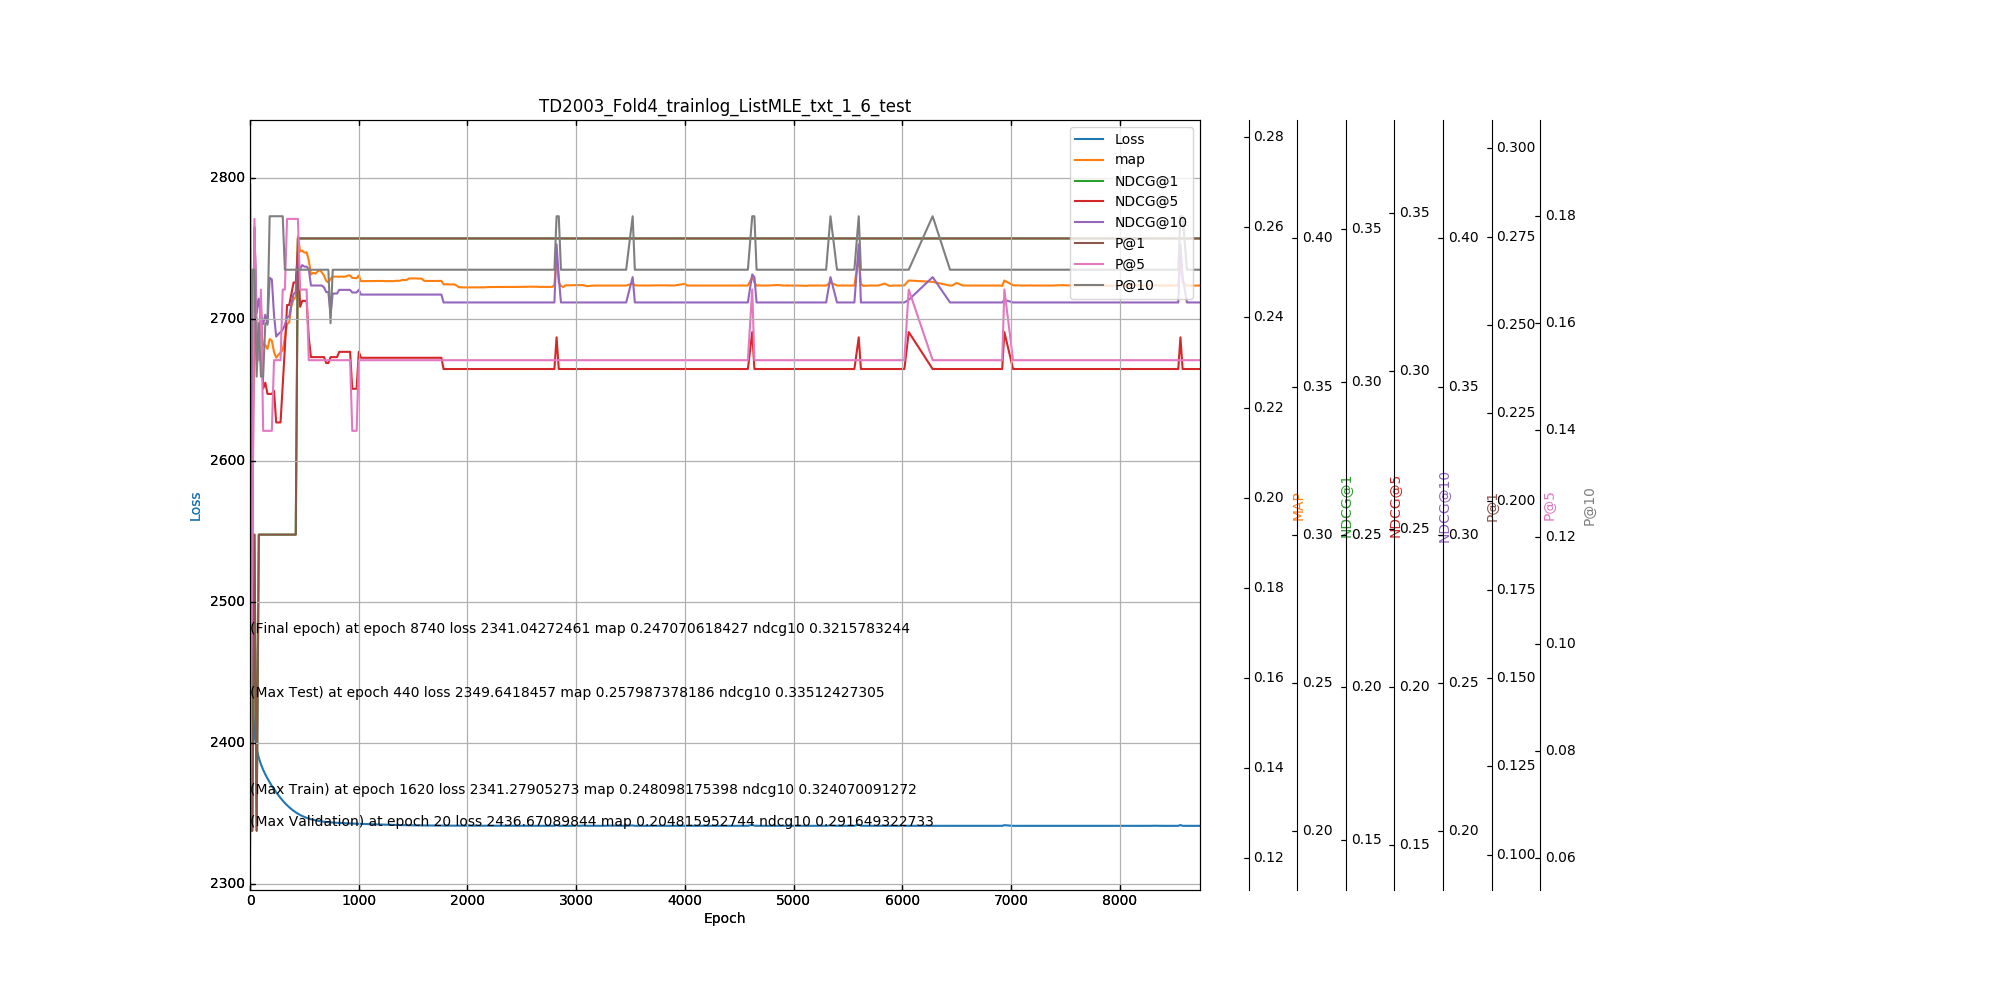 TD2003_Fold4_trainlog_ListMLE_txt_1_6_test
Loss
map
NDCG@1
NDCG@5
NDCG@10
P@1
P@5
P@10
2800
2700
2600
2500
2400
2300
Loss
(Final epoch) at epoch 8740 loss 2341.04272461 map 0.247070618427 ndcg10 0.3215783244
(Max Test) at epoch 440 loss 2349.6418457 map 0.257987378186 ndcg10 0.33512427305
(Max Train) at epoch 1620 loss 2341.27905273 map 0.248098175398 ndcg10 0.324070091272
(Max Validation) at epoch 20 loss 2436.67089844 map 0.204815952744 ndcg10 0.291649322733
0 1000 2000 3000 4000 5000 6000 7000 8000
Epoch
0.28
0.26
0.24
0.22
0.20
0.18
0.16
0.14
0.12
MAP
0.40
0.35
0.30
0.25
0.20
NDCG@1
0.35
0.30
0.25
0.20
0.15
NDCG@5
0.35
0.30
0.25
0.20
0.15
NDCG@10
0.40
0.35
0.30
0.25
0.20
P@1
0.300
0.275
0.250
0.225
0.200
0.175
0.150
0.125
0.100
P@5
0.18
0.16
0.14
0.12
0.10
0.08
0.06
P@10